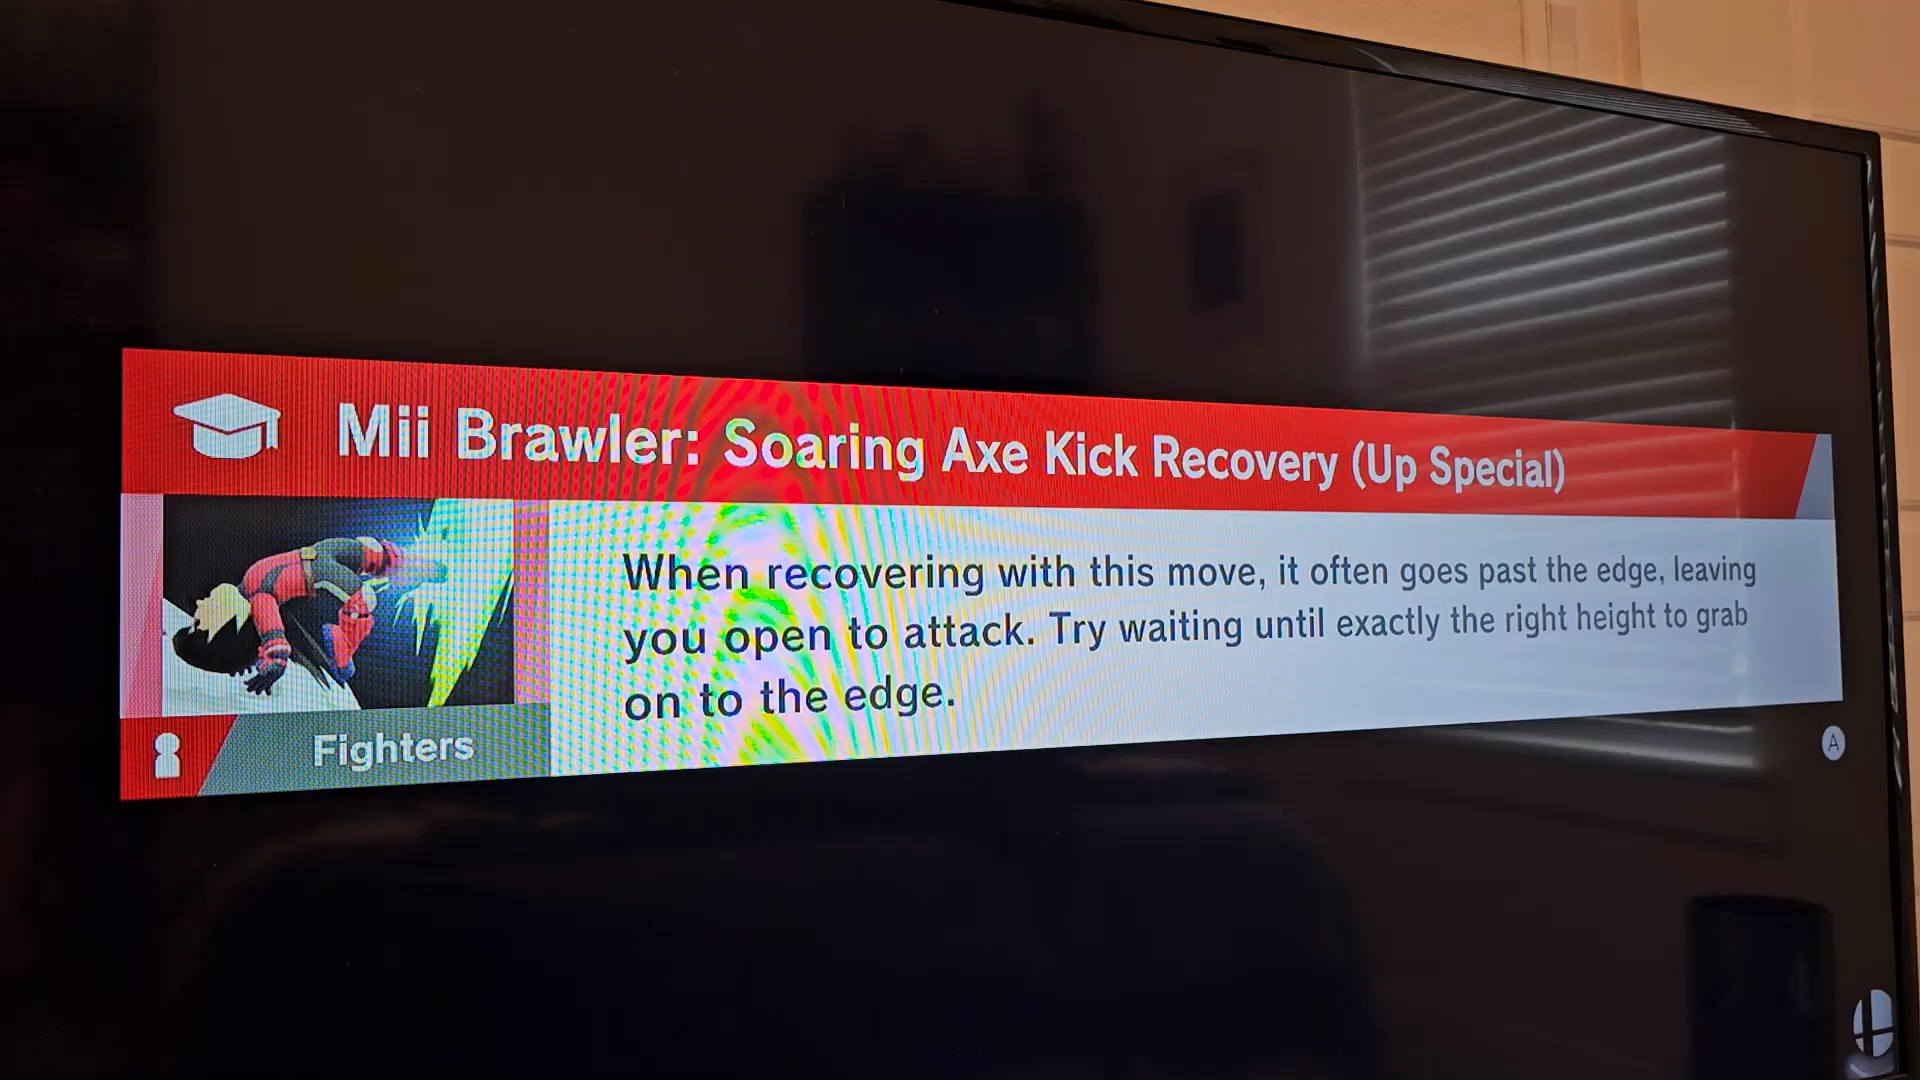 Mii Brawler: Soaring Axe Kick Recovery (Up Special)
When recovering with this move, it often goes past the edge, leaving
you open to attack. Try waiting until exactly the right height to grab
on to the edge.
Fighters
A